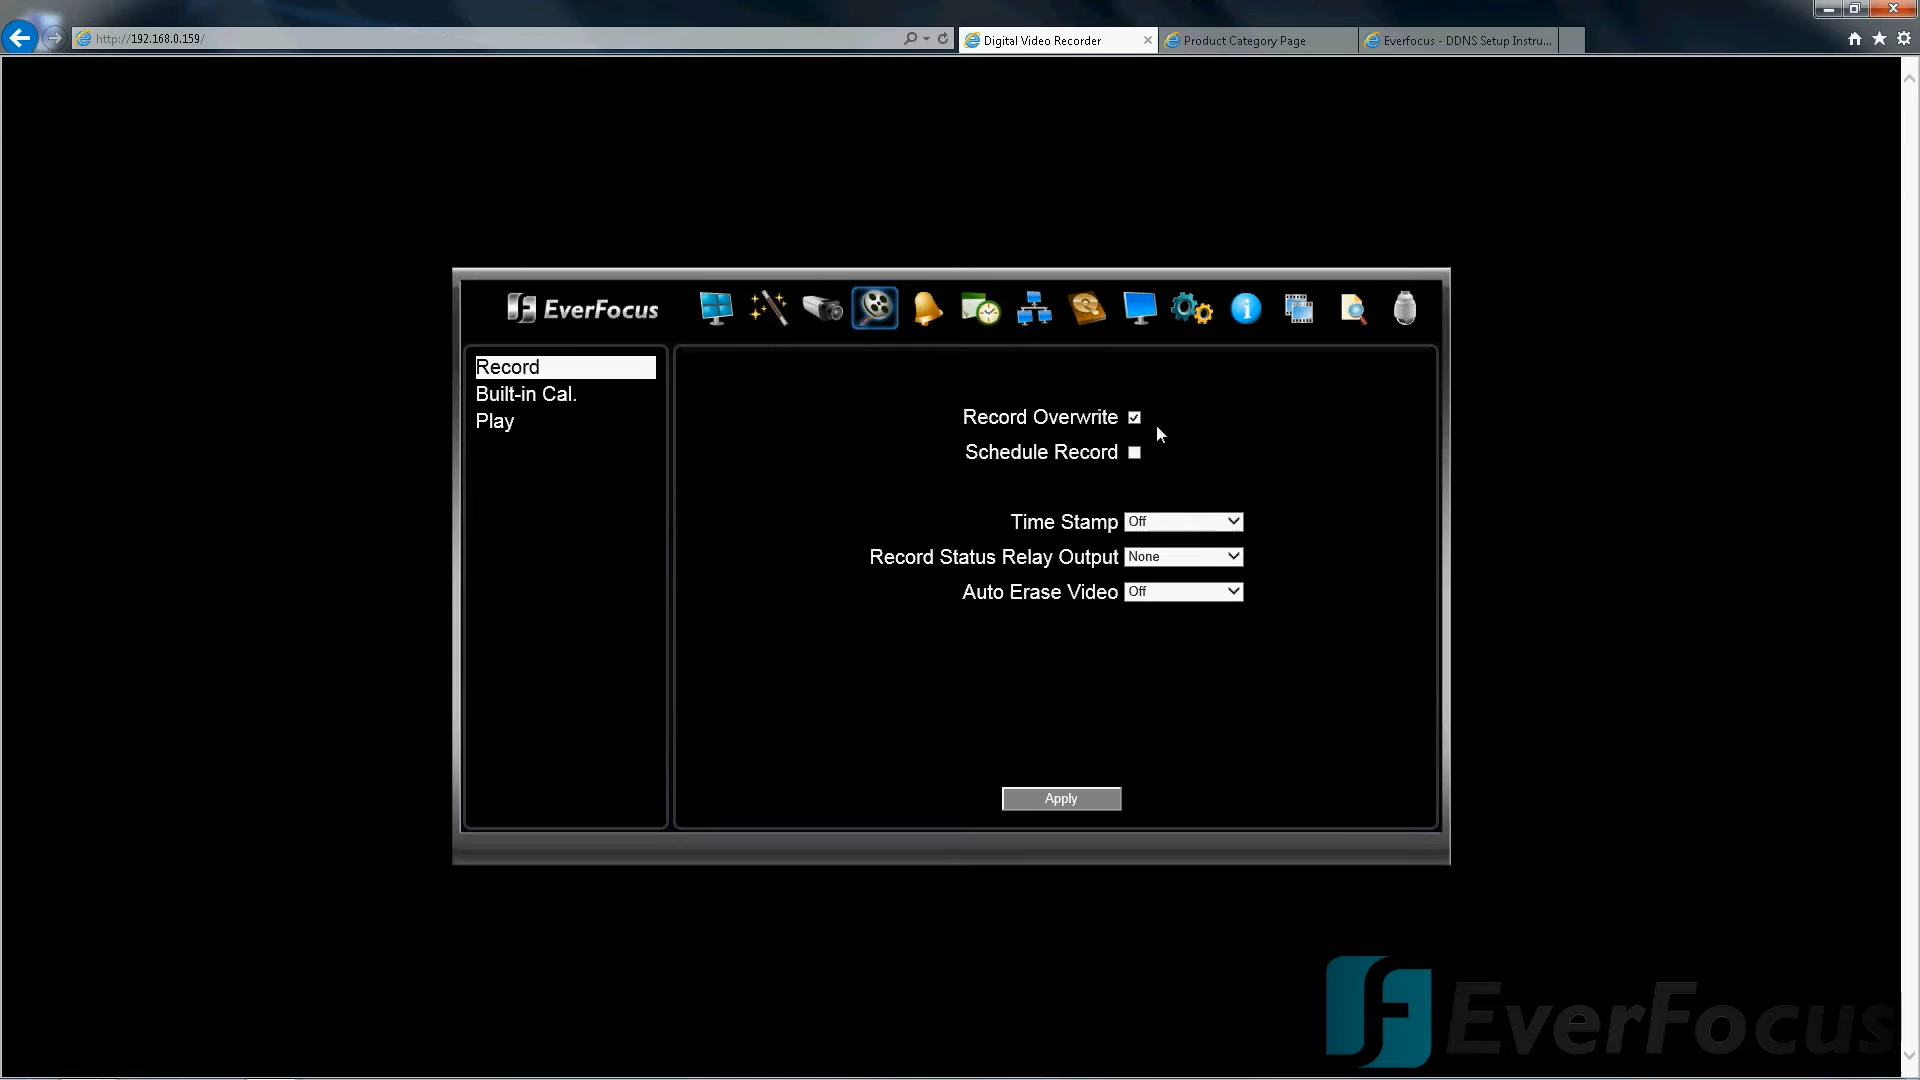 http://192.168.0.159/
Digital Video Recorder
Product Category Page
Everfocus - DDNS Setup Instru...
EverFocus
Record
Built-in Cal.
Play
Record Overwrite
Schedule Record
Time Stamp Off
Record Status Relay Output None
Auto Erase Video Off
Apply
EverFocus